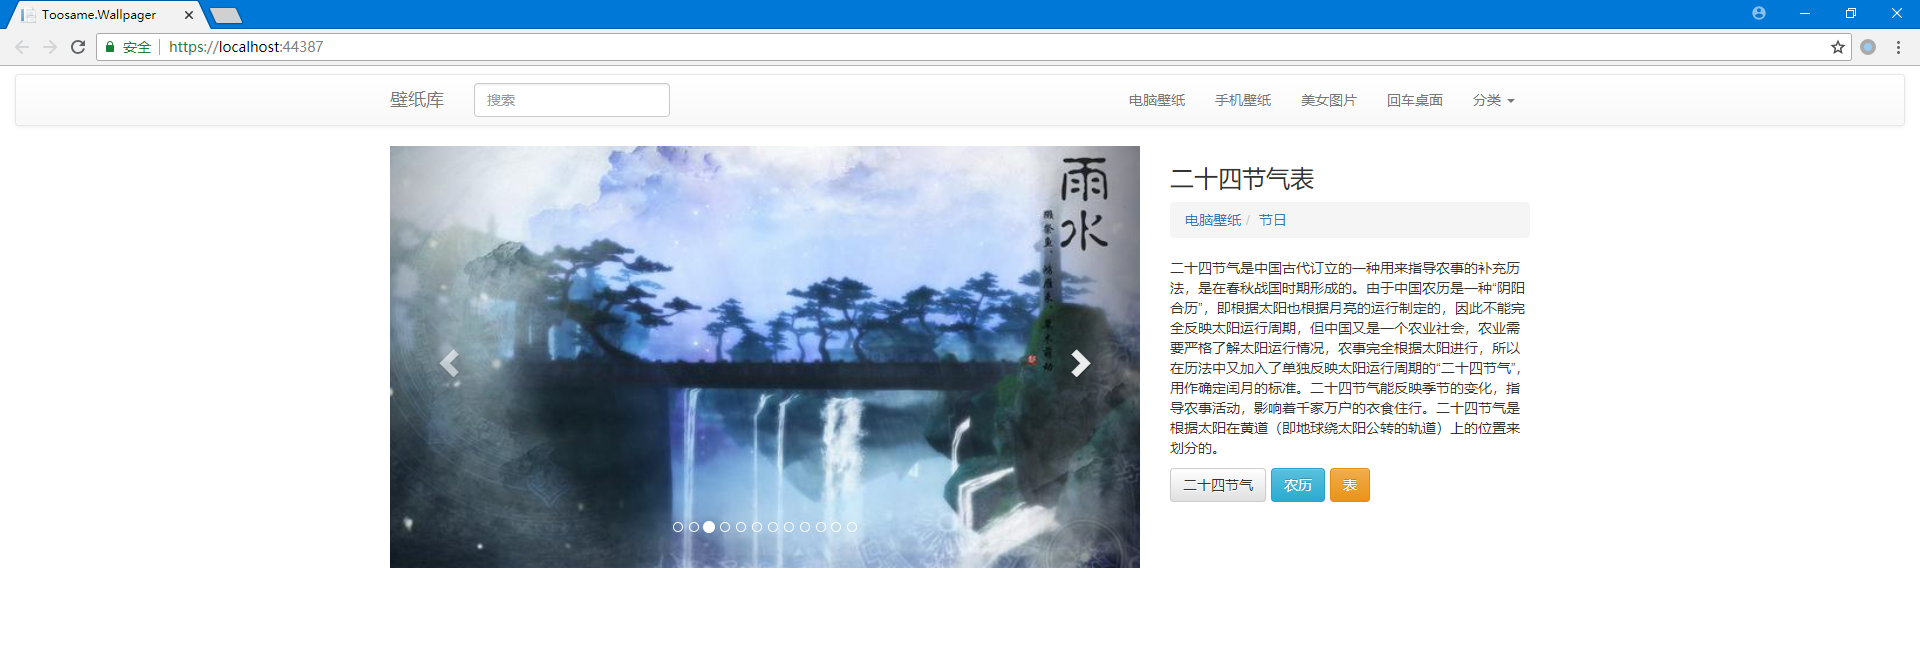 Toosame.Wallpager
安全 | https://localhost:44387
壁纸库
搜索
电脑壁纸
手机壁纸
美女图片
回车桌面
分类
雨水
二十四节气表
电脑壁纸 / 节日
二十四节气是中国古代订立的一种用来指导农事的补充历
法，是在春秋战国时期形成的。由于中国农历是一种“阴阳
合历”，即根据太阳也根据月亮的运行制定的，因此不能完
全反映太阳运行周期，但中国又是一个农业社会，农业需
要严格了解太阳运行情况，农事完全根据太阳进行，所以
在历法中又加入了单独反映太阳运行周期的“二十四节气”，
用作确定闰月的标准。二十四节气能反映季节的变化，指
导农事活动，影响着千家万户的衣食住行。二十四节气是
根据太阳在黄道（即地球绕太阳公转的轨道）上的位置来
划分的。
二十四节气
农历
表